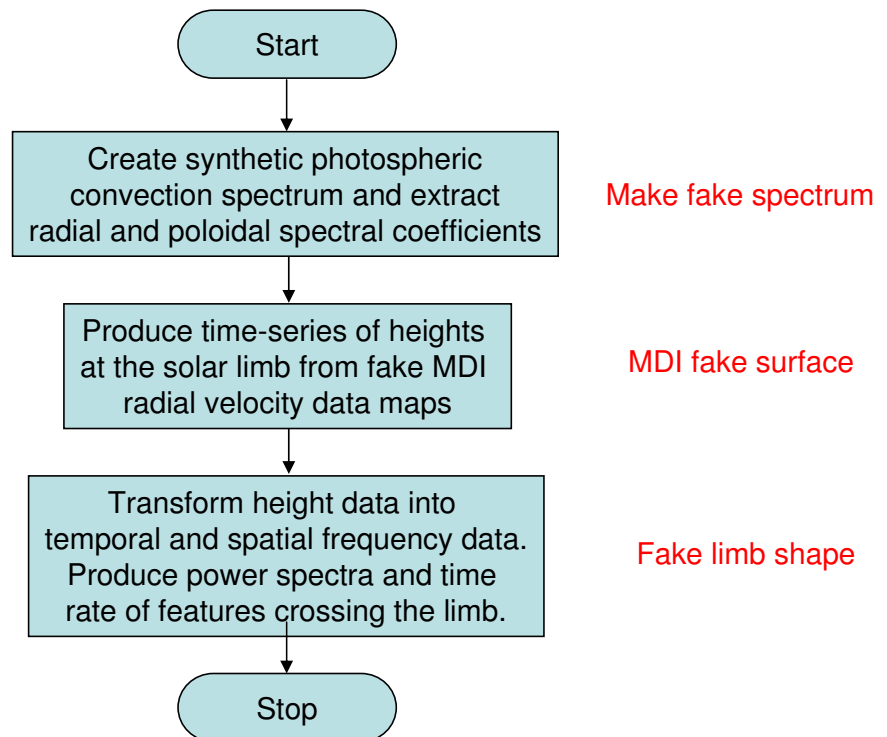 Start
Create synthetic photospheric
convection spectrum and extract
radial and poloidal spectral coefficients
Make fake spectrum
Produce time-series of heights
at the solar limb from fake MDI
radial velocity data maps
MDI fake surface
Transform height data into
temporal and spatial frequency data.
Produce power spectra and time
rate of features crossing the limb.
Fake limb shape
Stop